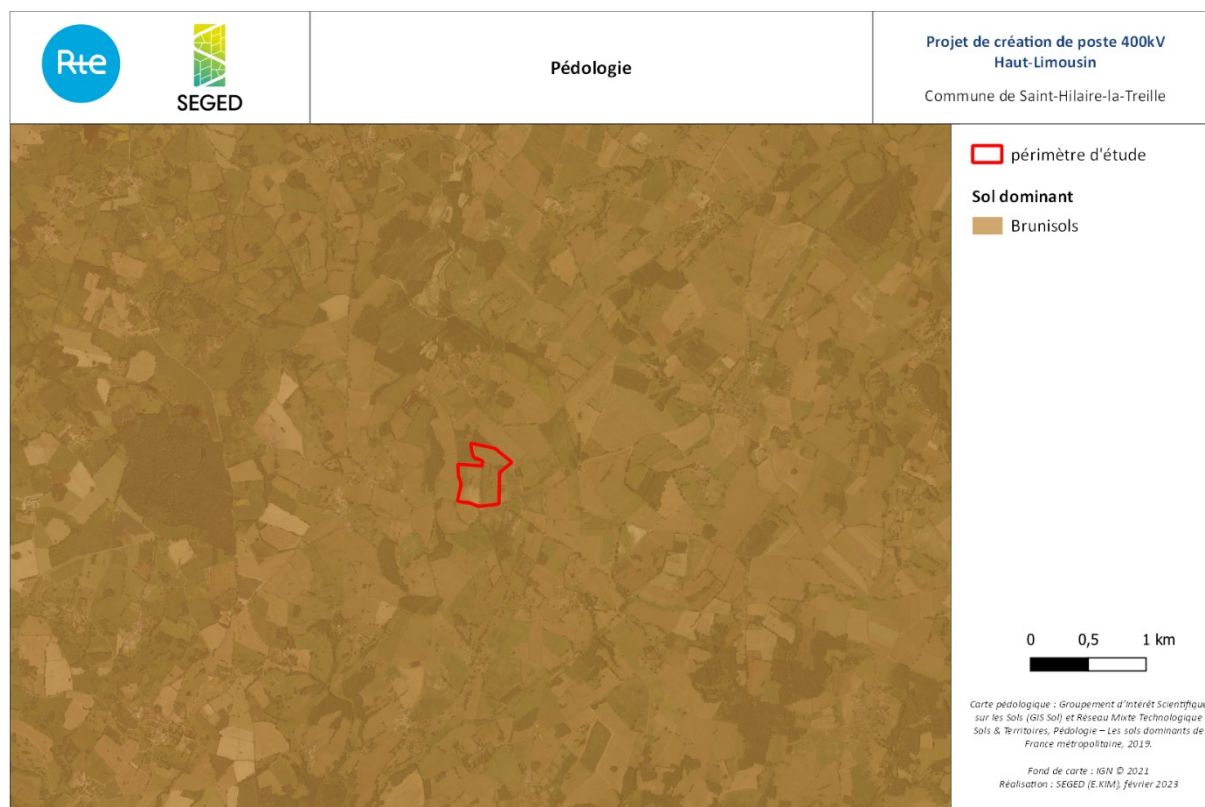 Rte
SEGED
Pédologie
Projet de création de poste 400kV
Haut-Limousin
Commune de Saint-Hilaire-la-Treille
périmètre d'étude
Sol dominant
Brunisols
0 0,5 1 km
Carte pédologique : Groupement d'Intérêt Scientifique
sur les Sols (GIS Sol) et Réseau Mixte Technologique
Sols & Territoires, Pédologie – Les sols dominants de
France métropolitaine, 2019.
Fond de carte : IGN © 2021
Réalisation : SEGED (E.KIM), février 2023